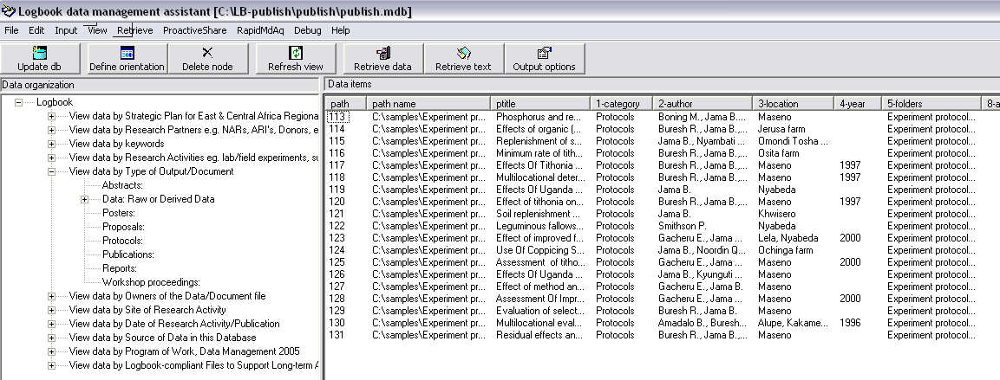 Logbook data management assistant [C:\LB-publish\publish\publish.mdb]
File Edit Input View Retrieve ProactiveShare RapidMdAq Debug Help
Update db Define orientation Delete node Refresh view Retrieve data Retrieve text Output options
Data organization
Logbook
View data by Strategic Plan for East & Central Africa Regiona
View data by Research Partners e.g. NARs, ARI's, Donors, e
View data by keywords
View data by Research Activities eg. lab/field experiments, su
View data by Type of Output/Document
Abstracts:
Data: Raw or Derived Data
Posters:
Proposals:
Protocols:
Publications:
Reports:
Workshop proceedings:
View data by Owners of the Data/Document file
View data by Site of Research Activity
View data by Date of Research Activity/Publication
View data by Source of Data in this Database
View data by Program of Work, Data Management 2005
View data by Logbook-compliant Files to Support Long-term A
Data items
path path name ptitle 1-category 2-author 3-location 4-year 5-folders 8-a
113 C:\samples\Experiment pr... Phosphorus and re... Protocols Boning M., Jama B.... Maseno Experiment protocol...
114 C:\samples\Experiment pr... Effects of organic (... Protocols Buresh R., Jama B.,... Jerusa farm Experiment protocol...
115 C:\samples\Experiment pr... Replenishment of s... Protocols Jama B., Nyambati ... Omondi Tosha ... Experiment protocol...
116 C:\samples\Experiment pr... Minimum rate of tith... Protocols Buresh R., Jama B.,... Osita farm Experiment protocol...
117 C:\samples\Experiment pr... Effects Of Tithonia ... Protocols Buresh R., Jama B.,... Maseno 1997 Experiment protocol...
118 C:\samples\Experiment pr... Multilocational deter... Protocols Buresh R., Jama B.,... Maseno 1997 Experiment protocol...
119 C:\samples\Experiment pr... Effects Of Uganda ... Protocols Jama B. Nyabeda Experiment protocol...
120 C:\samples\Experiment pr... Effect of tithonia on... Protocols Buresh R., Jama B.,... Maseno 1997 Experiment protocol...
121 C:\samples\Experiment pr... Soil replenishment ... Protocols Jama B. Khwisero Experiment protocol...
122 C:\samples\Experiment pr... Leguminous fallows... Protocols Smithson P. Nyabeda Experiment protocol...
123 C:\samples\Experiment pr... Effect of improved f... Protocols Gacheru E., Jama ... Lela, Nyabeda 2000 Experiment protocol...
124 C:\samples\Experiment pr... Use Of Coppicing S... Protocols Jama B., Noordin Q... Ochinga farm Experiment protocol...
125 C:\samples\Experiment pr... Assessment of titho... Protocols Gacheru E., Jama ... Maseno 2000 Experiment protocol...
126 C:\samples\Experiment pr... Effects Of Uganda ... Protocols Jama B., Kyunguti ... Maseno Experiment protocol...
127 C:\samples\Experiment pr... Effect of method an... Protocols Gacheru E., Jama B. Maseno Experiment protocol...
128 C:\samples\Experiment pr... Assessment Of Impr... Protocols Gacheru E., Jama ... Maseno 2000 Experiment protocol...
129 C:\samples\Experiment pr... Evaluation of select... Protocols Buresh R., Jama B. Maseno Experiment protocol...
130 C:\samples\Experiment pr... Multilocational eval... Protocols Amadalo B., Buresh... Alupe, Kakame... 1996 Experiment protocol...
131 C:\samples\Experiment pr... Residual effects an... Protocols Buresh R., Jama B.,... Maseno Experiment protocol...